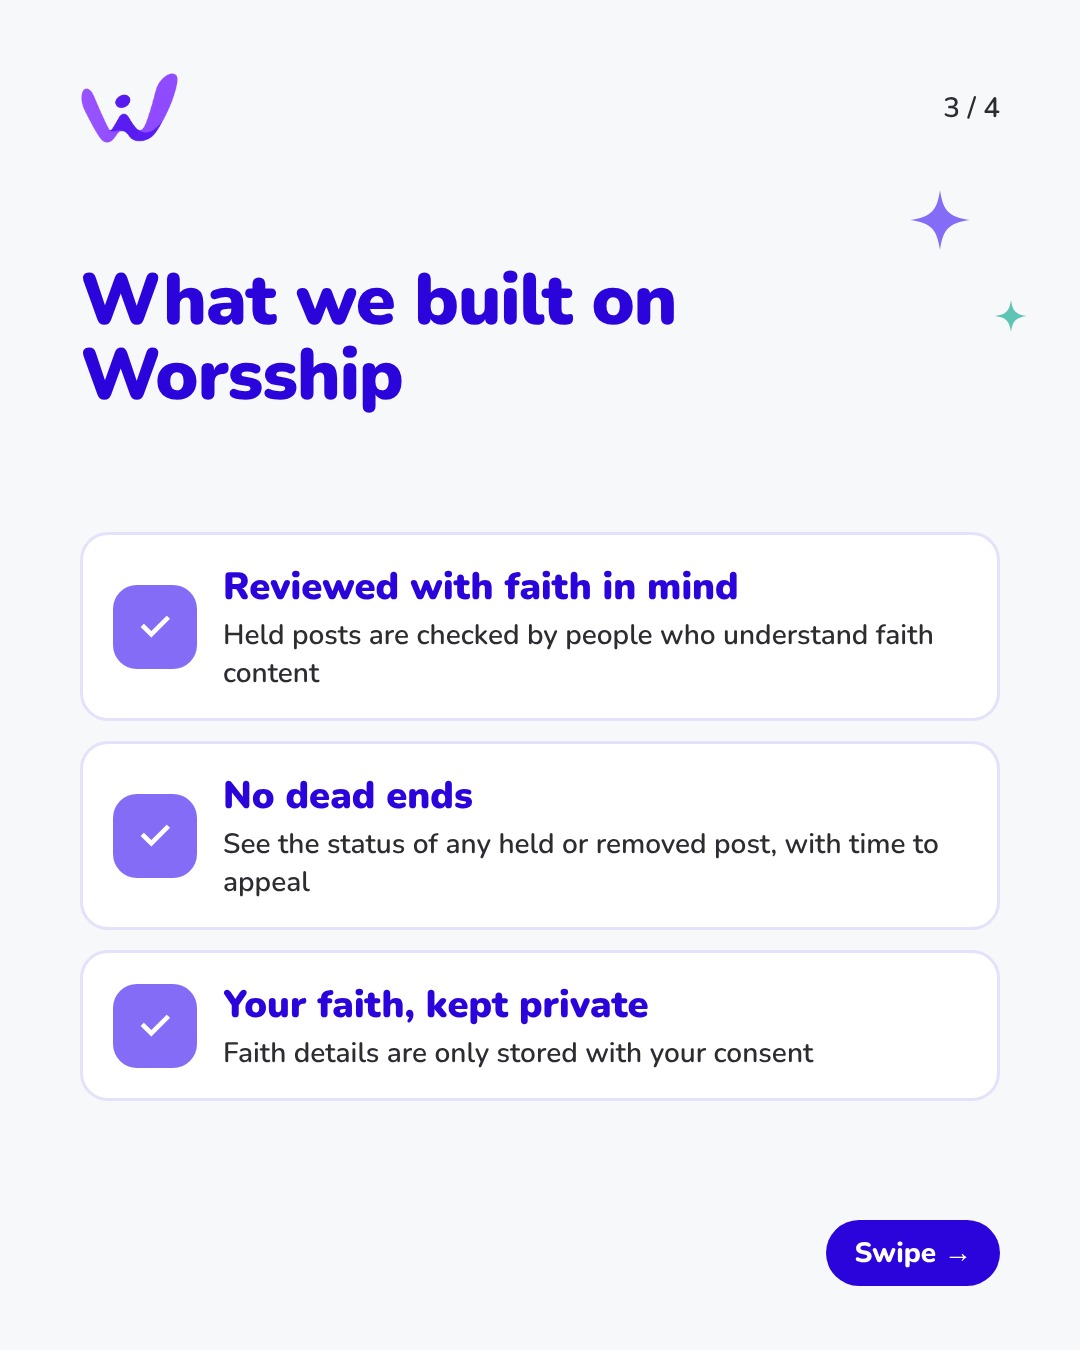 3 / 4
What we built on
Worsship
Reviewed with faith in mind
Held posts are checked by people who understand faith
content
No dead ends
See the status of any held or removed post, with time to
appeal
Your faith, kept private
Faith details are only stored with your consent
Swipe →